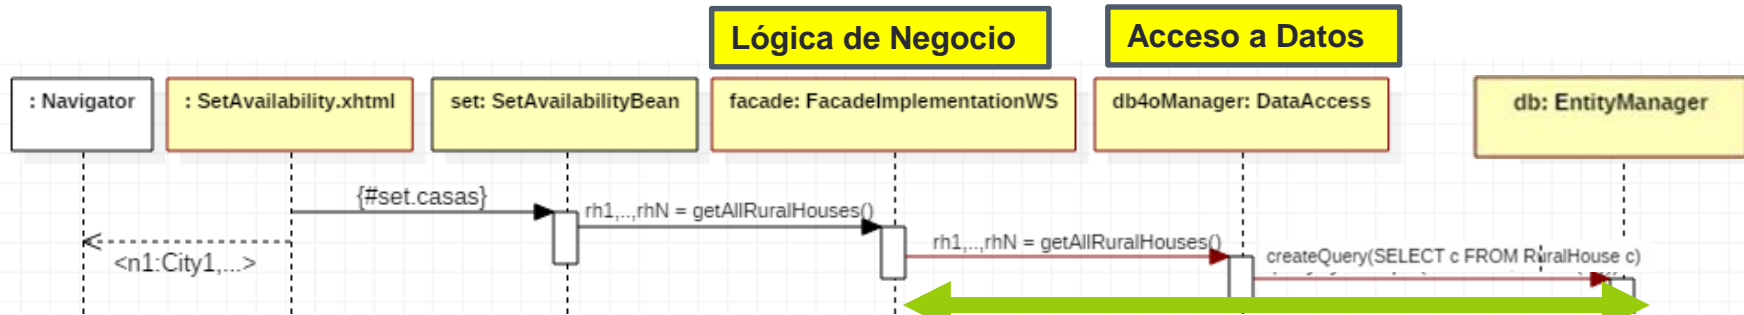 Lógica de Negocio
Acceso a Datos
: Navigator
: SetAvailability.xhtml
set: SetAvailabilityBean
facade: FacadeImplementationWS
db4oManager: DataAccess
db: EntityManager
{#set.casas}
rh1,..,rhN = getAllRuralHouses()
<n1:City1,...>
rh1,..,rhN = getAllRuralHouses()
createQuery(SELECT c FROM RuralHouse c)